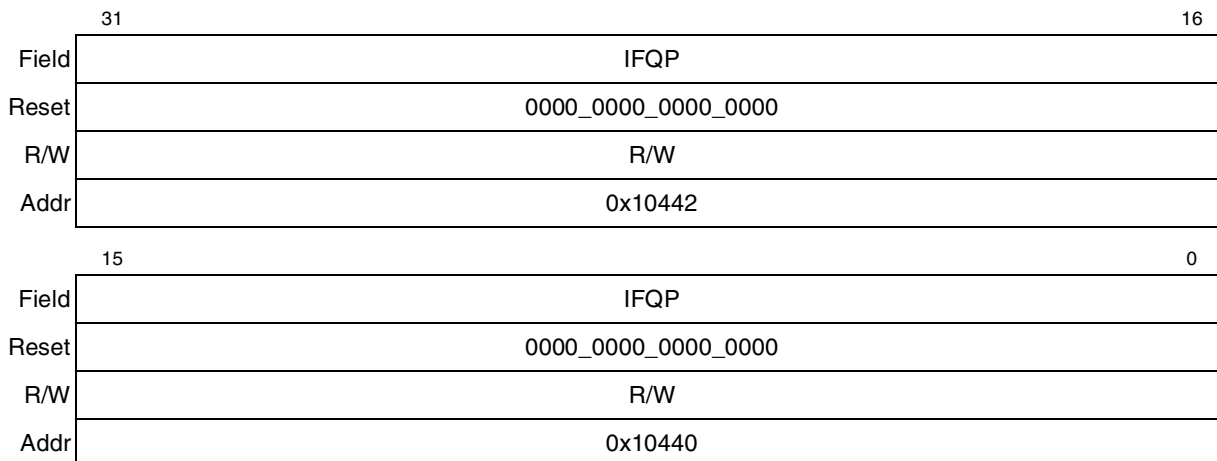 31 16
Field IFQP
Reset 0000_0000_0000_0000
R/W R/W
Addr 0x10442
15 0
Field IFQP
Reset 0000_0000_0000_0000
R/W R/W
Addr 0x10440